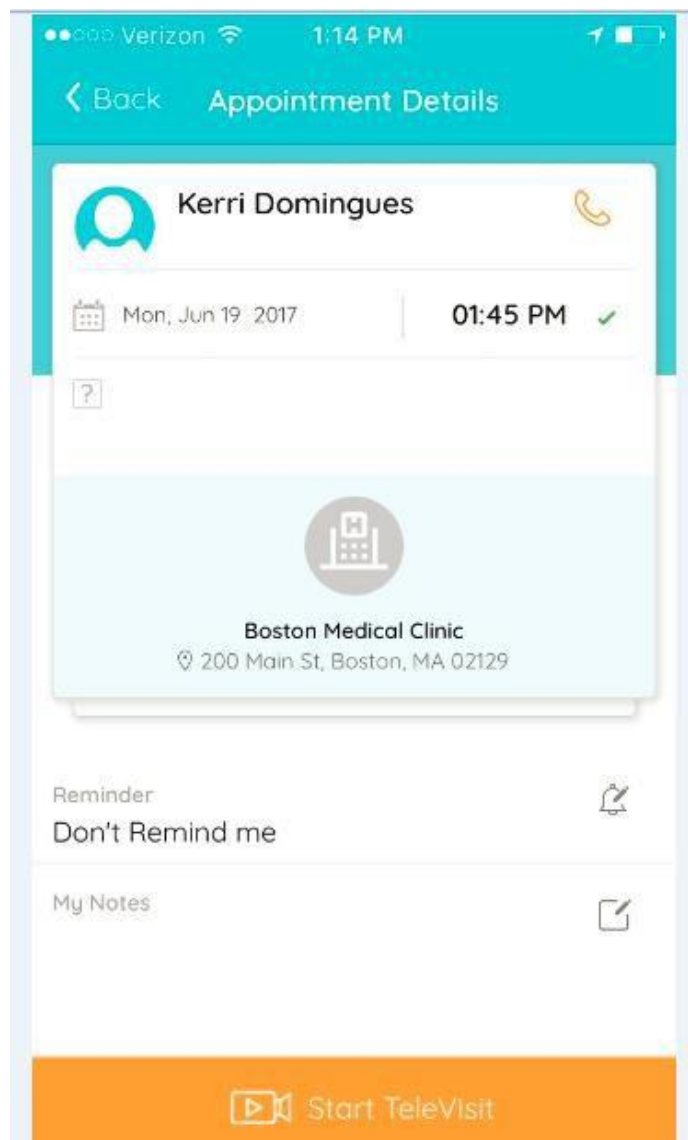 Verizon 1:14 PM
Back Appointment Details
Kerri Domingues
Mon, Jun 19 2017 01:45 PM
?
H
Boston Medical Clinic
200 Main St, Boston, MA 02129
Reminder
Don't Remind me
My Notes
Start TeleVIsit